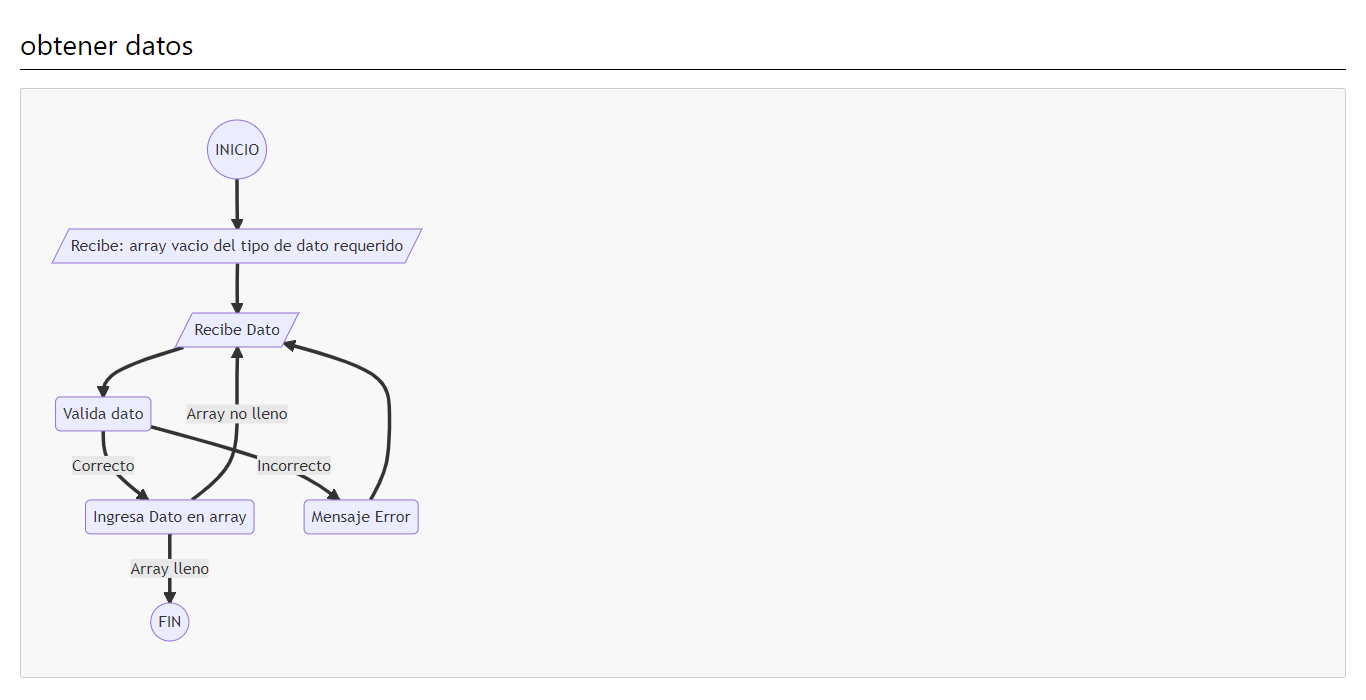 obtener datos
INICIO
Recibe: array vacio del tipo de dato requerido
Recibe Dato
Valida dato
Array no lleno
Correcto
Incorrecto
Ingresa Dato en array
Mensaje Error
Array lleno
FIN